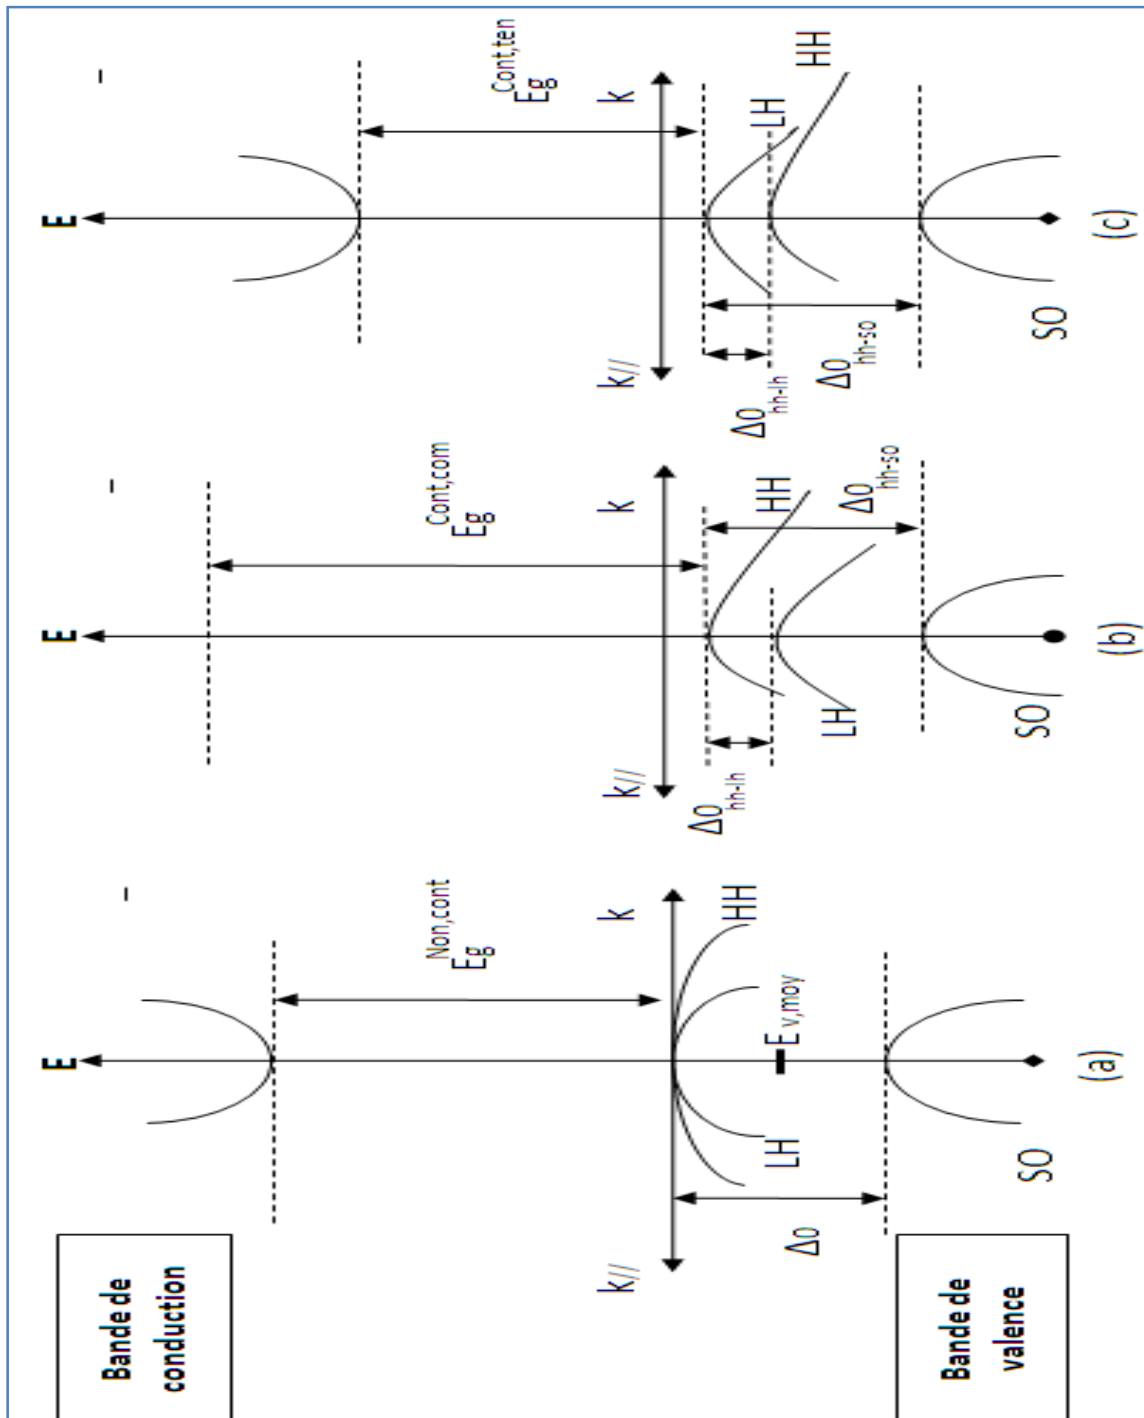 Bande de
conduction
Bande de
valence
E
Eg Non,cont
k//
k
HH
LH
E v,moy
Δ0
SO
(a)
E
Eg Cont,com
k//
k
HH
LH
Δ0 hh-lh
Δ0 hh-so
SO
(b)
E
Eg Cont,ten
k//
k
LH
HH
Δ0 hh-lh
Δ0 hh-so
SO
(c)